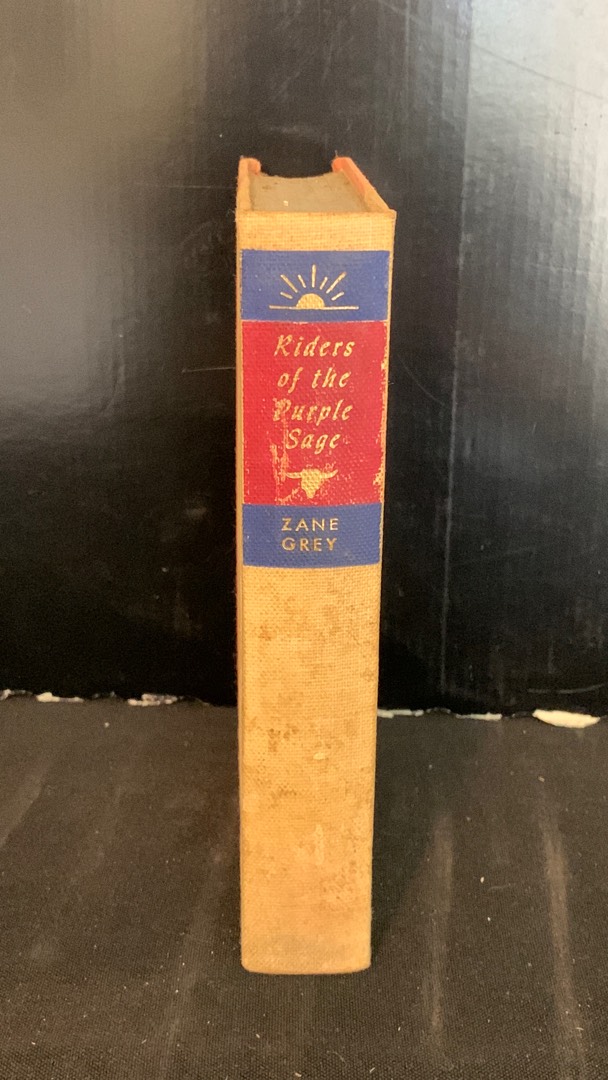 Riders
of the
Purple
Sage
ZANE
GREY